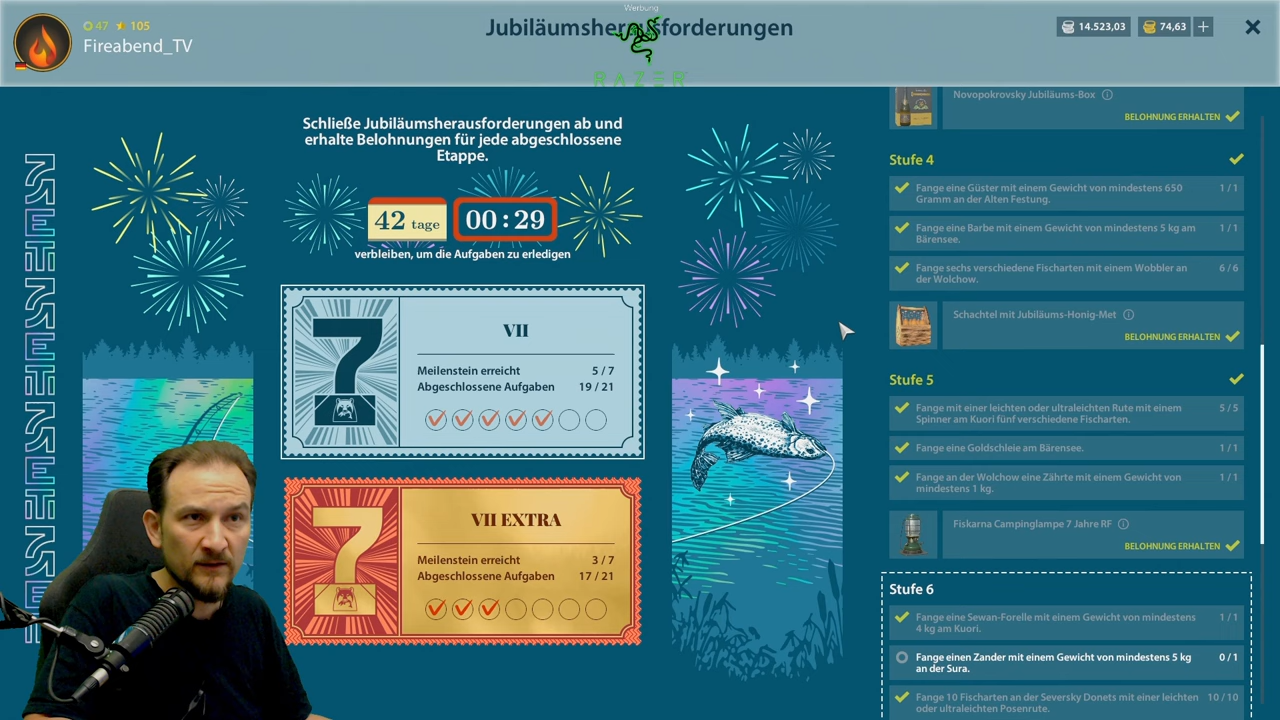 Werbung
47 105
Fireabend_TV
Jubiläumsherausforderungen
RAZER
14.523,03
74,63
Schließe Jubiläumsherausforderungen ab und
erhalte Belohnungen für jede abgeschlossene
Etappe.
42 tage
00:29
verbleiben, um die Aufgaben zu erledigen
7
VII
Meilenstein erreicht 5 / 7
Abgeschlossene Aufgaben 19 / 21
7
VII EXTRA
Meilenstein erreicht 3 / 7
Abgeschlossene Aufgaben 17 / 21
Novopokrovsky Jubiläums-Box
BELOHNUNG ERHALTEN
Stufe 4
Fange eine Güster mit einem Gewicht von mindestens 650
Gramm an der Alten Festung.
1 / 1
Fange eine Barbe mit einem Gewicht von mindestens 5 kg am
Bärensee.
1 / 1
Fange sechs verschiedene Fischarten mit einem Wobbler an
der Wolchow.
6 / 6
Schachtel mit Jubiläums-Honig-Met
BELOHNUNG ERHALTEN
Stufe 5
Fange mit einer leichten oder ultraleichten Rute mit einem
Spinner am Kuori fünf verschiedene Fischarten.
5 / 5
Fange eine Goldschleie am Bärensee.
1 / 1
Fange an der Wolchow eine Zährte mit einem Gewicht von
mindestens 1 kg.
1 / 1
Fiskarna Campinglampe 7 Jahre RF
BELOHNUNG ERHALTEN
Stufe 6
Fange eine Sewan-Forelle mit einem Gewicht von mindestens
4 kg am Kuori.
1 / 1
Fange einen Zander mit einem Gewicht von mindestens 5 kg
an der Sura.
0 / 1
Fange 10 Fischarten an der Seversky Donets mit einer leichten
oder ultraleichten Posenrute.
10 / 10